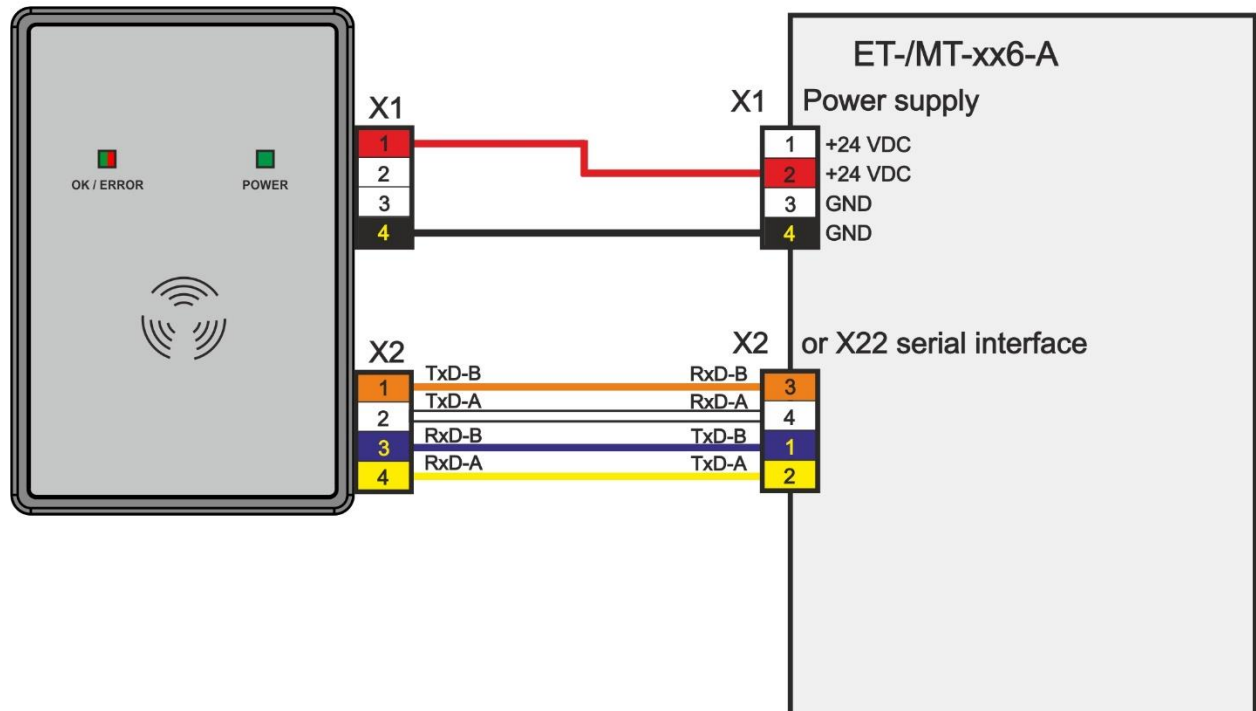 ET-/MT-xx6-A
X1
X1 Power supply
OK / ERROR
POWER
1
2
3
4
1 +24 VDC
2 +24 VDC
3 GND
4 GND
X2
X2 or X22 serial interface
1 TxD-B RxD-B 3
2 TxD-A RxD-A 4
3 RxD-B TxD-B 1
4 RxD-A TxD-A 2